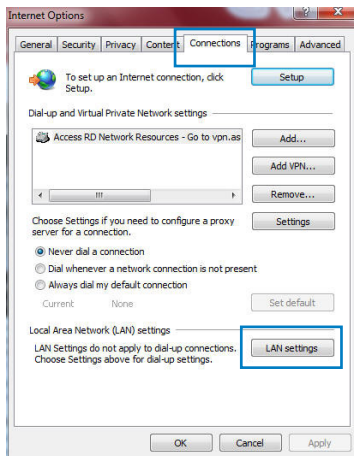 Internet Options
General Security Privacy Content Connections Programs Advanced
To set up an Internet connection, click
Setup.
Setup
Dial-up and Virtual Private Network settings
Access RD Network Resources - Go to vpn.as
Add...
Add VPN...
Remove...
Choose Settings if you need to configure a proxy
server for a connection.
Settings
Never dial a connection
Dial whenever a network connection is not present
Always dial my default connection
Current None
Set default
Local Area Network (LAN) settings
LAN Settings do not apply to dial-up connections.
Choose Settings above for dial-up settings.
LAN settings
OK Cancel Apply